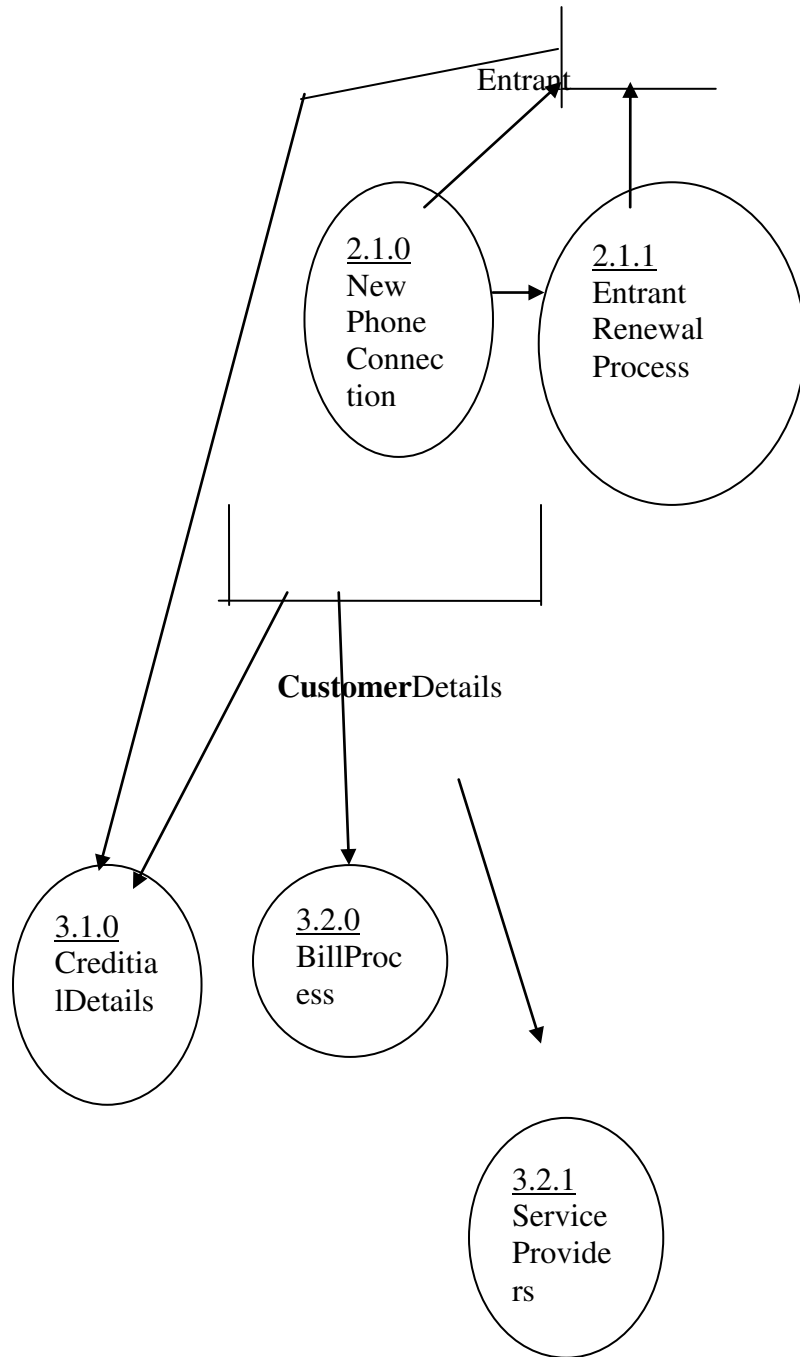 Entrant
2.1.0
New
Phone
Connec
tion
2.1.1
Entrant
Renewal
Process
CustomerDetails
3.1.0
Creditia
lDetails
3.2.0
BillProc
ess
3.2.1
Service
Provide
rs